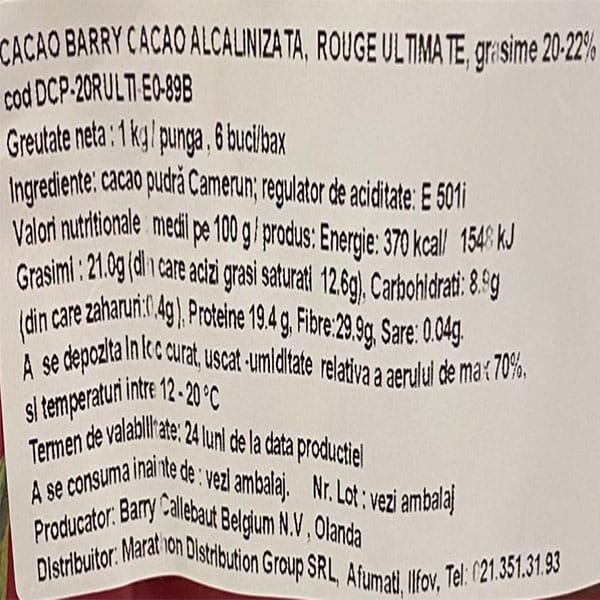 CACAO BARRY CACAO ALCALINIZATA, ROUGE ULTIMATE, grasime 20-22%
cod DCP-20RULTI-E0-89B
Greutate neta : 1 kg / punga , 6 buci/bax
Ingrediente: cacao pudră Camerun; regulator de aciditate: E 501i
Valori nutritionale medii pe 100 g / produs: Energie: 370 kcal/ kJ
Grasimi : 21.0g (din care acizi grasi saturati 12,6g), Carbohidrati:
(din care zaharuri:0.4g), Proteine 19.4 g, Fibre:29.9g, Sare: 0.04g.
A se depozita in loc curat, uscat -umiditate relativa a aerului de max 70%,
si temperaturi intre 12 - 20 °C
Termen de valabilitate: 24 luni de la data productiei
A se consuma inainte de : vezi ambalaj. Nr. Lot : vezi ambalaj
Producator: Barry Callebaut Belgium N.V , Olanda
Distribuitor: Marathon Distribution Group SRL, Afumati, Ilfov, Tel: 021.351.31.93